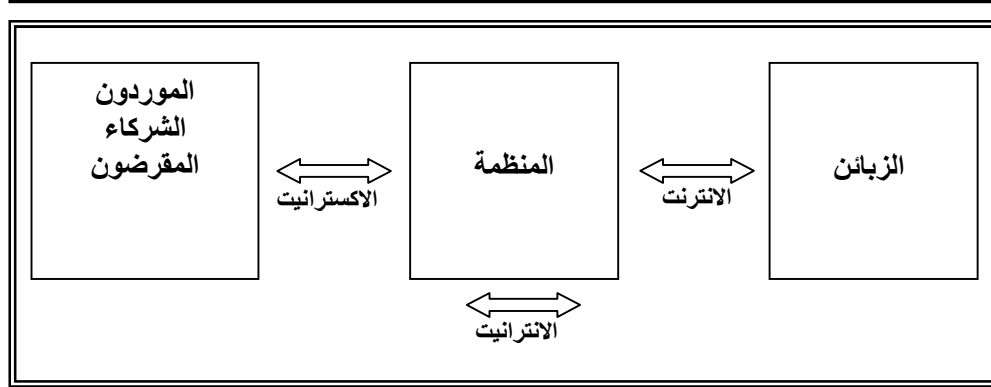 الزبائن
الانترنت
المنظمة
الانترانيت
الاكسترانيت
الموردون
الشركاء
المقرضون